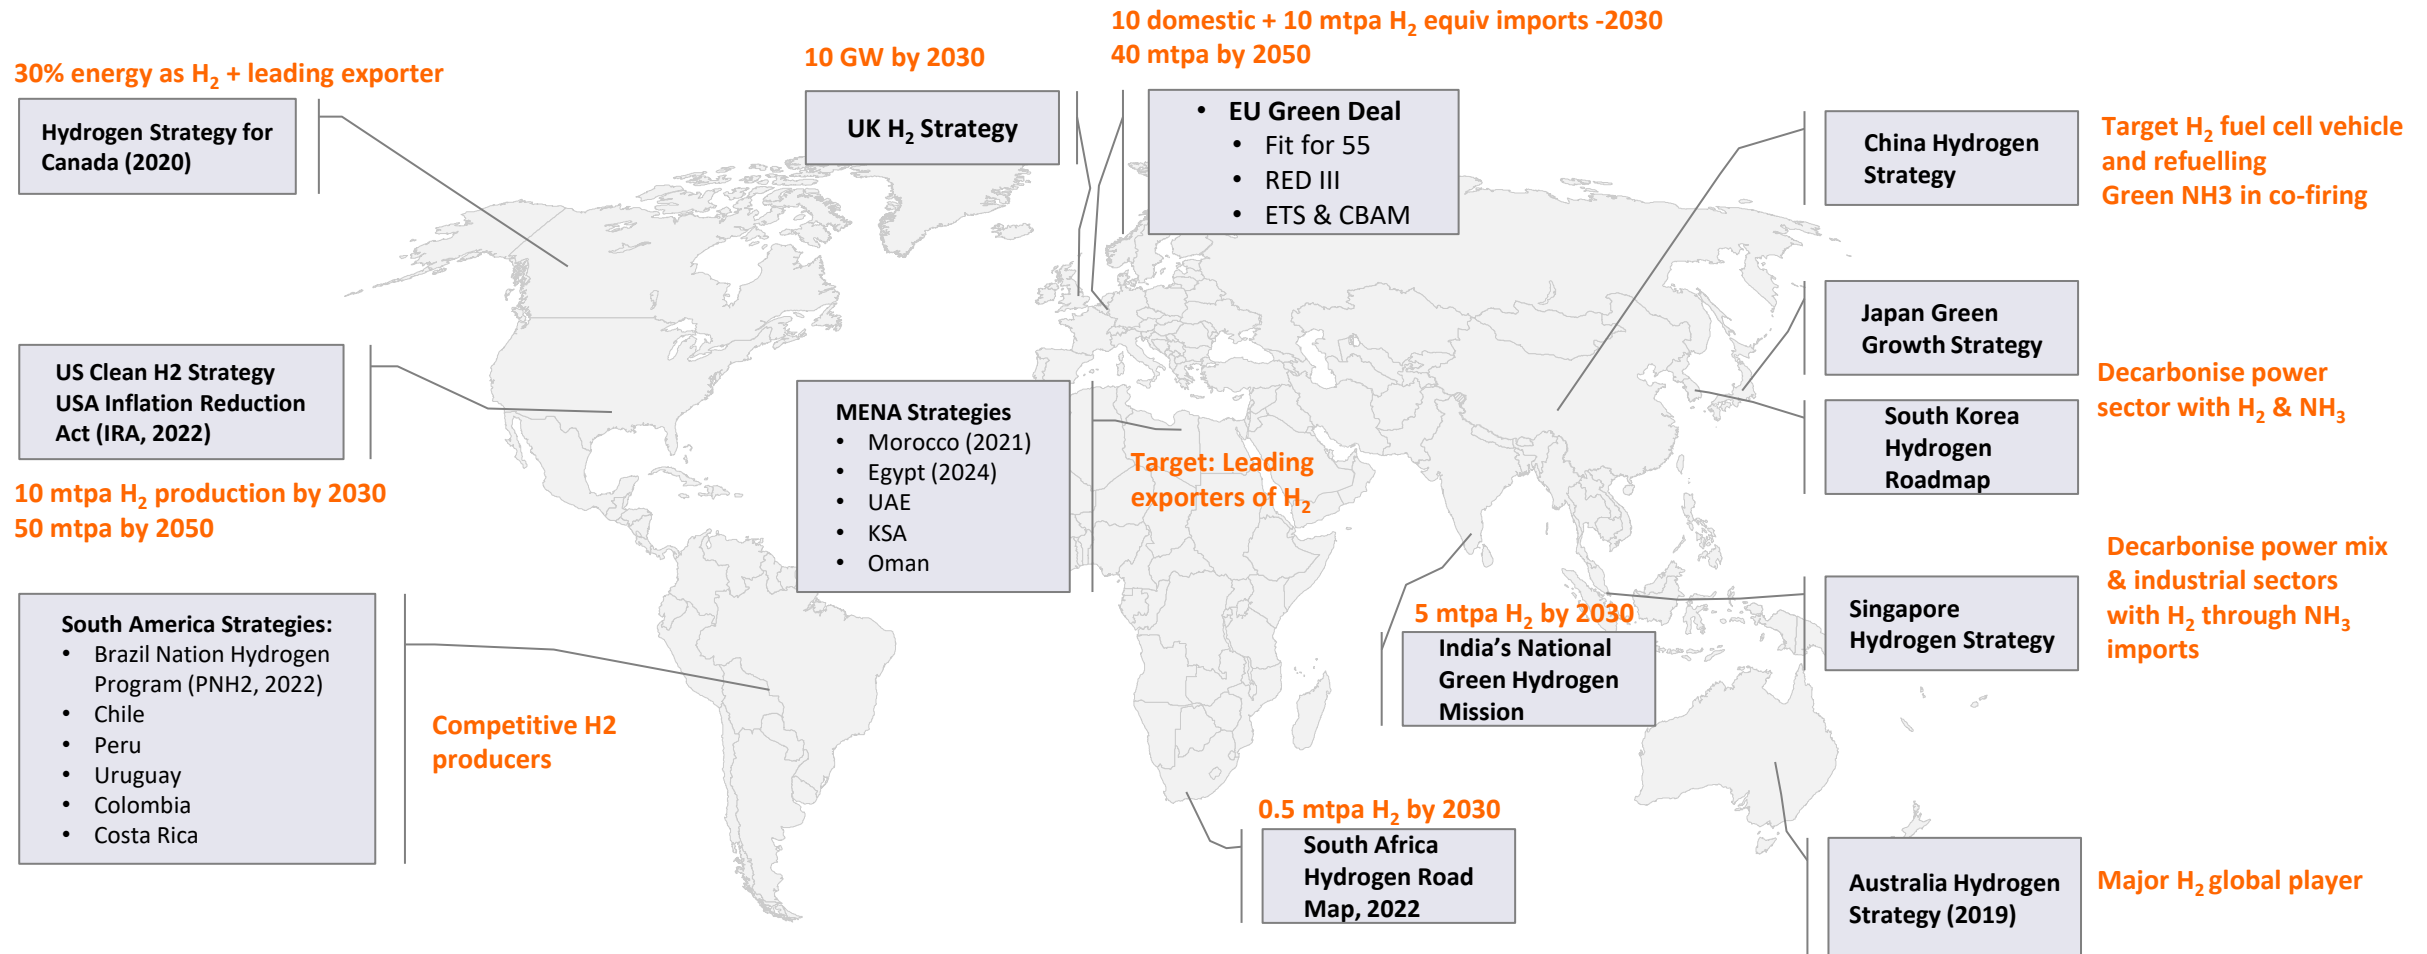 10 domestic + 10 mtpa H₂ equiv imports -2030
40 mtpa by 2050
10 GW by 2030
30% energy as H₂ + leading exporter
Hydrogen Strategy for
Canada (2020)
UK H₂ Strategy
• EU Green Deal
• Fit for 55
• RED III
• ETS & CBAM
China Hydrogen
Strategy
Target H₂ fuel cell vehicle
and refuelling
Green NH3 in co-firing
Japan Green
Growth Strategy
US Clean H2 Strategy
USA Inflation Reduction
Act (IRA, 2022)
10 mtpa H₂ production by 2030
50 mtpa by 2050
MENA Strategies
• Morocco (2021)
• Egypt (2024)
• UAE
• KSA
• Oman
Target: Leading
exporters of H₂
Decarbonise power
sector with H₂ & NH₃
South Korea
Hydrogen
Roadmap
Decarbonise power mix
& industrial sectors
with H₂ through NH₃
imports
Singapore
Hydrogen Strategy
5 mtpa H₂ by 2030
India’s National
Green Hydrogen
Mission
South America Strategies:
• Brazil Nation Hydrogen
Program (PNH2, 2022)
• Chile
• Peru
• Uruguay
• Colombia
• Costa Rica
Competitive H2
producers
0.5 mtpa H₂ by 2030
South Africa
Hydrogen Road
Map, 2022
Australia Hydrogen
Strategy (2019)
Major H₂ global player